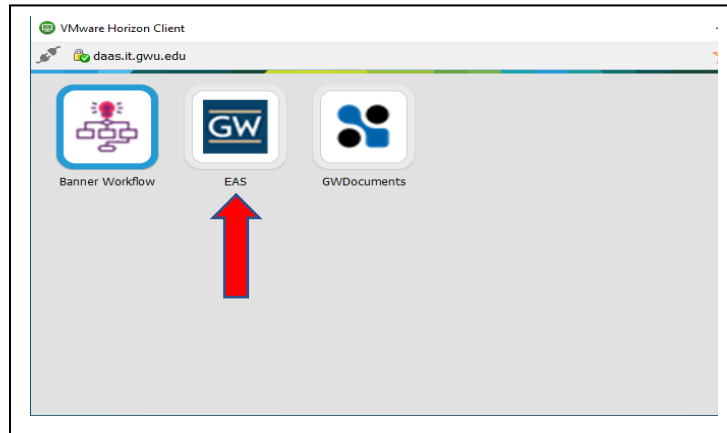 VMware Horizon Client
daas.it.gwu.edu
GW
Banner Workflow
EAS
GWDocuments